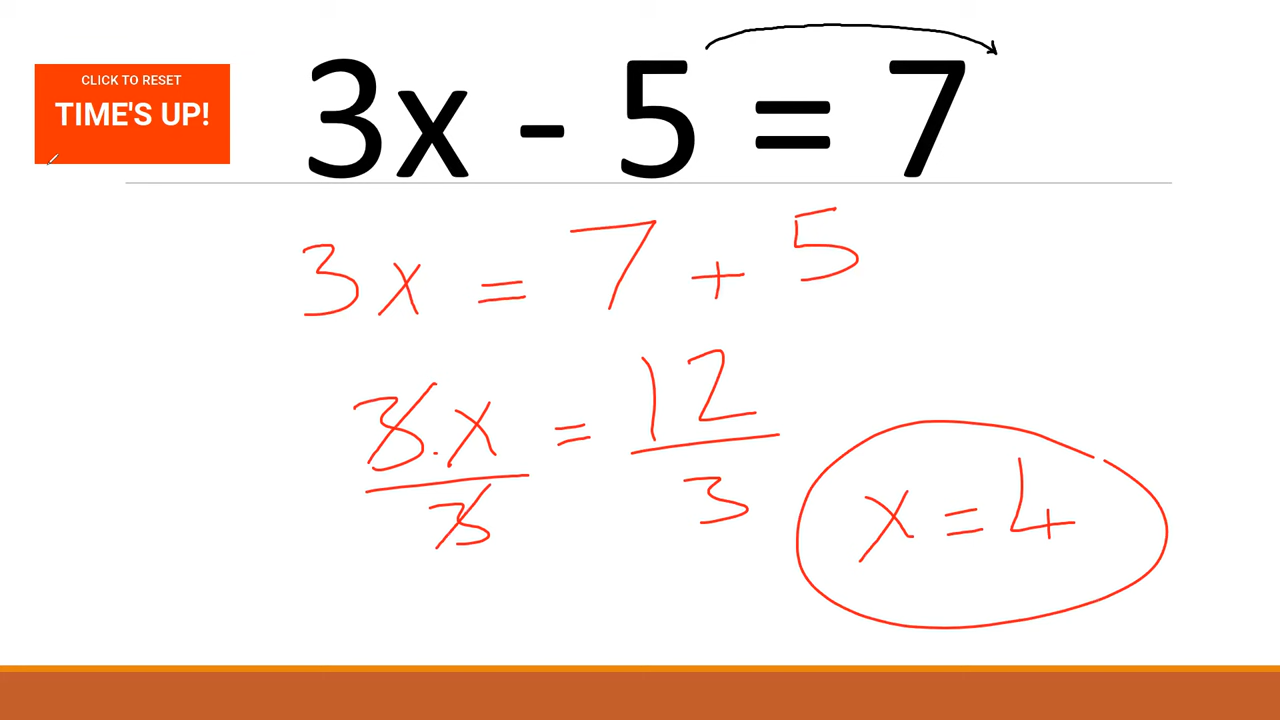 CLICK TO RESET
TIME'S UP!
3x - 5 = 7
3x = 7 + 5
3.x = 12
3 3
x = 4